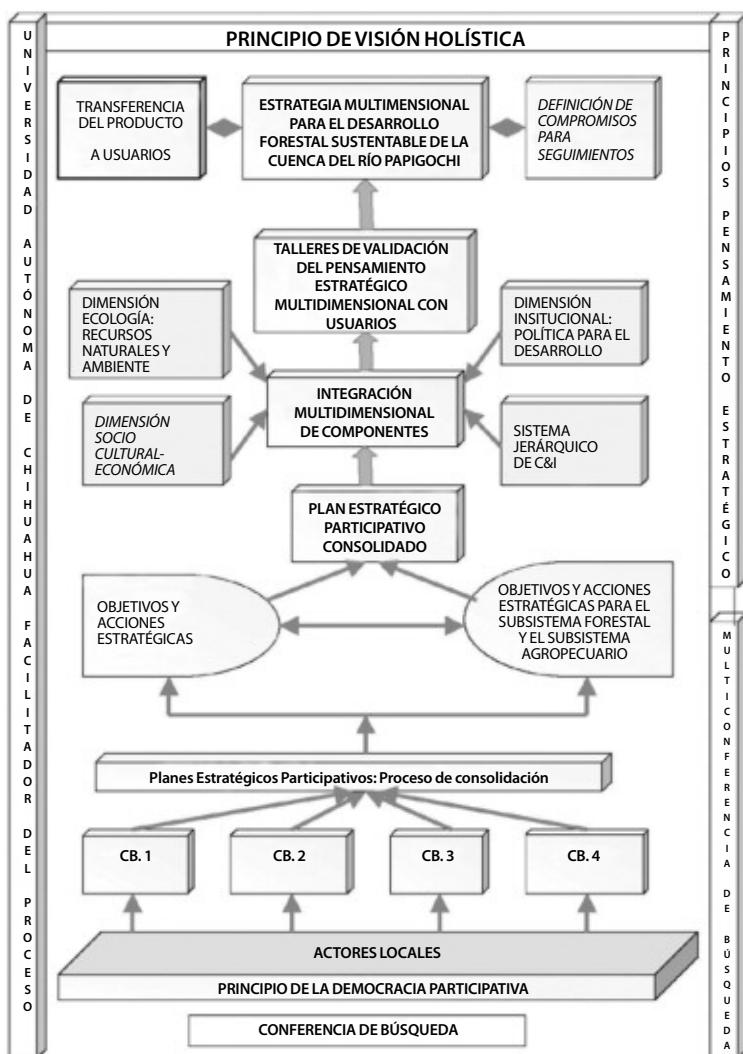 PRINCIPIO DE VISIÓN HOLÍSTICA
UNIVERSIDAD AUTÓNOMA DE CHIHUAHUA FACILITADOR DEL PROCESO
PRINCIPIOS PENSAMIENTO ESTRATÉGICO
MULTICONFERENCIA DE BÚSQUEDA
TRANSFERENCIA
DEL PRODUCTO
A USUARIOS
ESTRATEGIA MULTIMENSIONAL
PARA EL DESARROLLO
FORESTAL SUSTENTABLE DE LA
CUENCA DEL RÍO PAPIGOCHI
DEFINICIÓN DE
COMPROMISOS
PARA
SEGUIMIENTOS
TALLERES DE VALIDACIÓN
DEL PENSAMIENTO
ESTRATÉGICO
MULTIDIMENSIONAL CON
USUARIOS
DIMENSIÓN
ECOLOGÍA:
RECURSOS
NATURALES Y
AMBIENTE
DIMENSIÓN
INSITUCIONAL:
POLÍTICA PARA EL
DESARROLLO
INTEGRACIÓN
MULTIDIMENSIONAL
DE COMPONENTES
DIMENSIÓN
SOCIO
CULTURAL-
ECONÓMICA
SISTEMA
JERÁRQUICO
DE C&I
PLAN ESTRATÉGICO
PARTICIPATIVO
CONSOLIDADO
OBJETIVOS Y
ACCIONES
ESTRATÉGICAS
OBJETIVOS Y ACCIONES
ESTRATÉGICAS PARA EL
SUBSISTEMA FORESTAL
Y EL SUBSISTEMA
AGROPECUARIO
Planes Estratégicos Participativos: Proceso de consolidación
CB. 1
CB. 2
CB. 3
CB. 4
ACTORES LOCALES
PRINCIPIO DE LA DEMOCRACIA PARTICIPATIVA
CONFERENCIA DE BÚSQUEDA